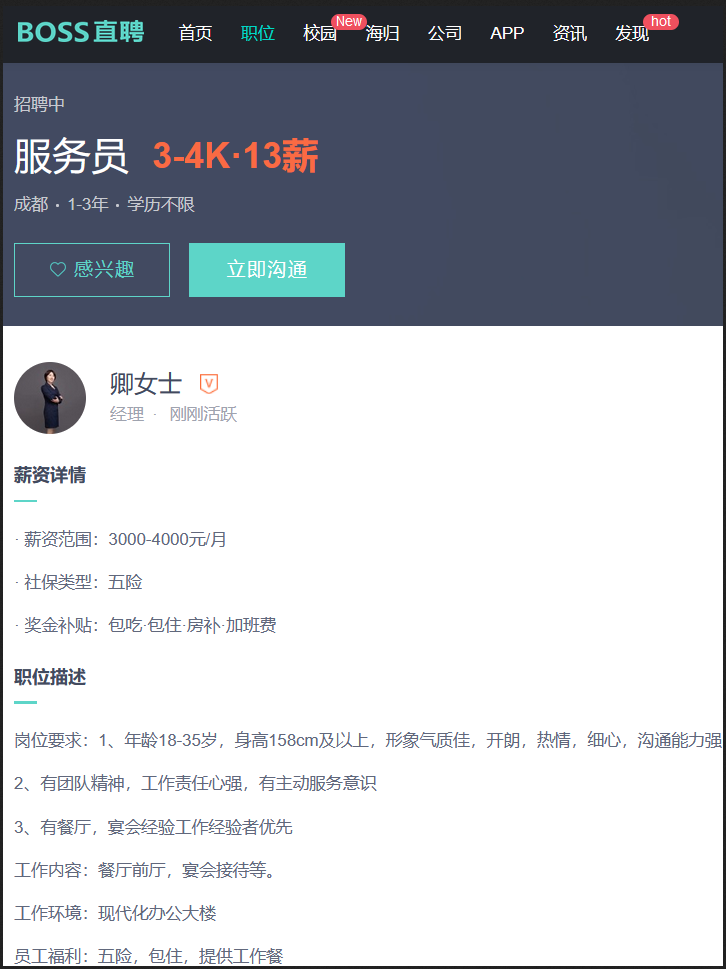 BOSS直聘 首页 职位 校园 New 海归 公司 APP 资讯 发现 hot
招聘中
服务员 3-4K·13薪
成都·1-3年·学历不限
感兴趣 立即沟通
卿女士 V
经理 · 刚刚活跃
薪资详情
· 薪资范围：3000-4000元/月
· 社保类型：五险
· 奖金补贴：包吃·包住·房补·加班费
职位描述
岗位要求：1、年龄18-35岁，身高158cm及以上，形象气质佳，开朗，热情，细心，沟通能力强
2、有团队精神，工作责任心强，有主动服务意识
3、有餐厅，宴会经验工作经验者优先
工作内容：餐厅前厅，宴会接待等。
工作环境：现代化办公大楼
员工福利：五险，包住，提供工作餐